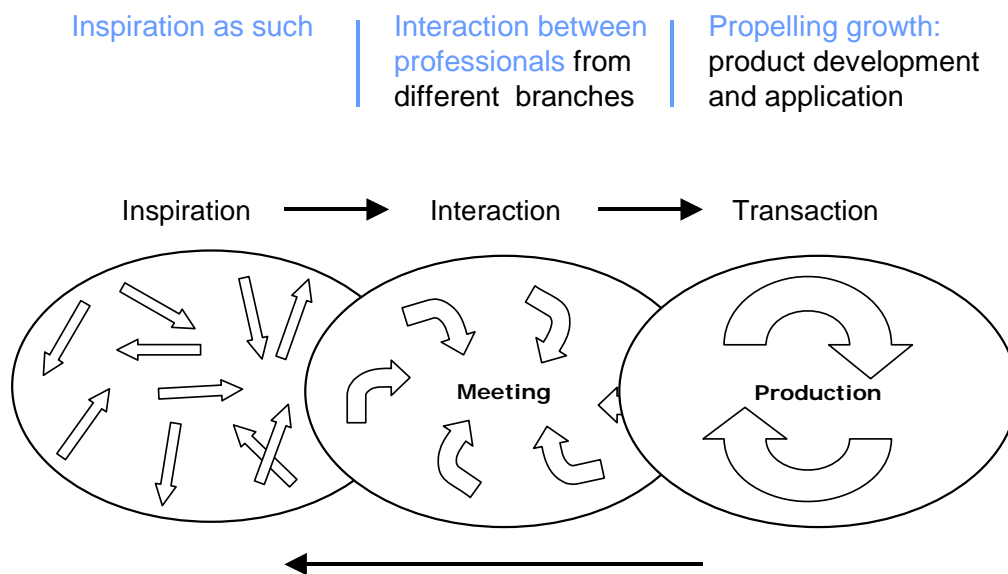 Inspiration as such
Interaction between
professionals from
different branches
Propelling growth:
product development
and application
Inspiration
Interaction
Transaction
Meeting
Production